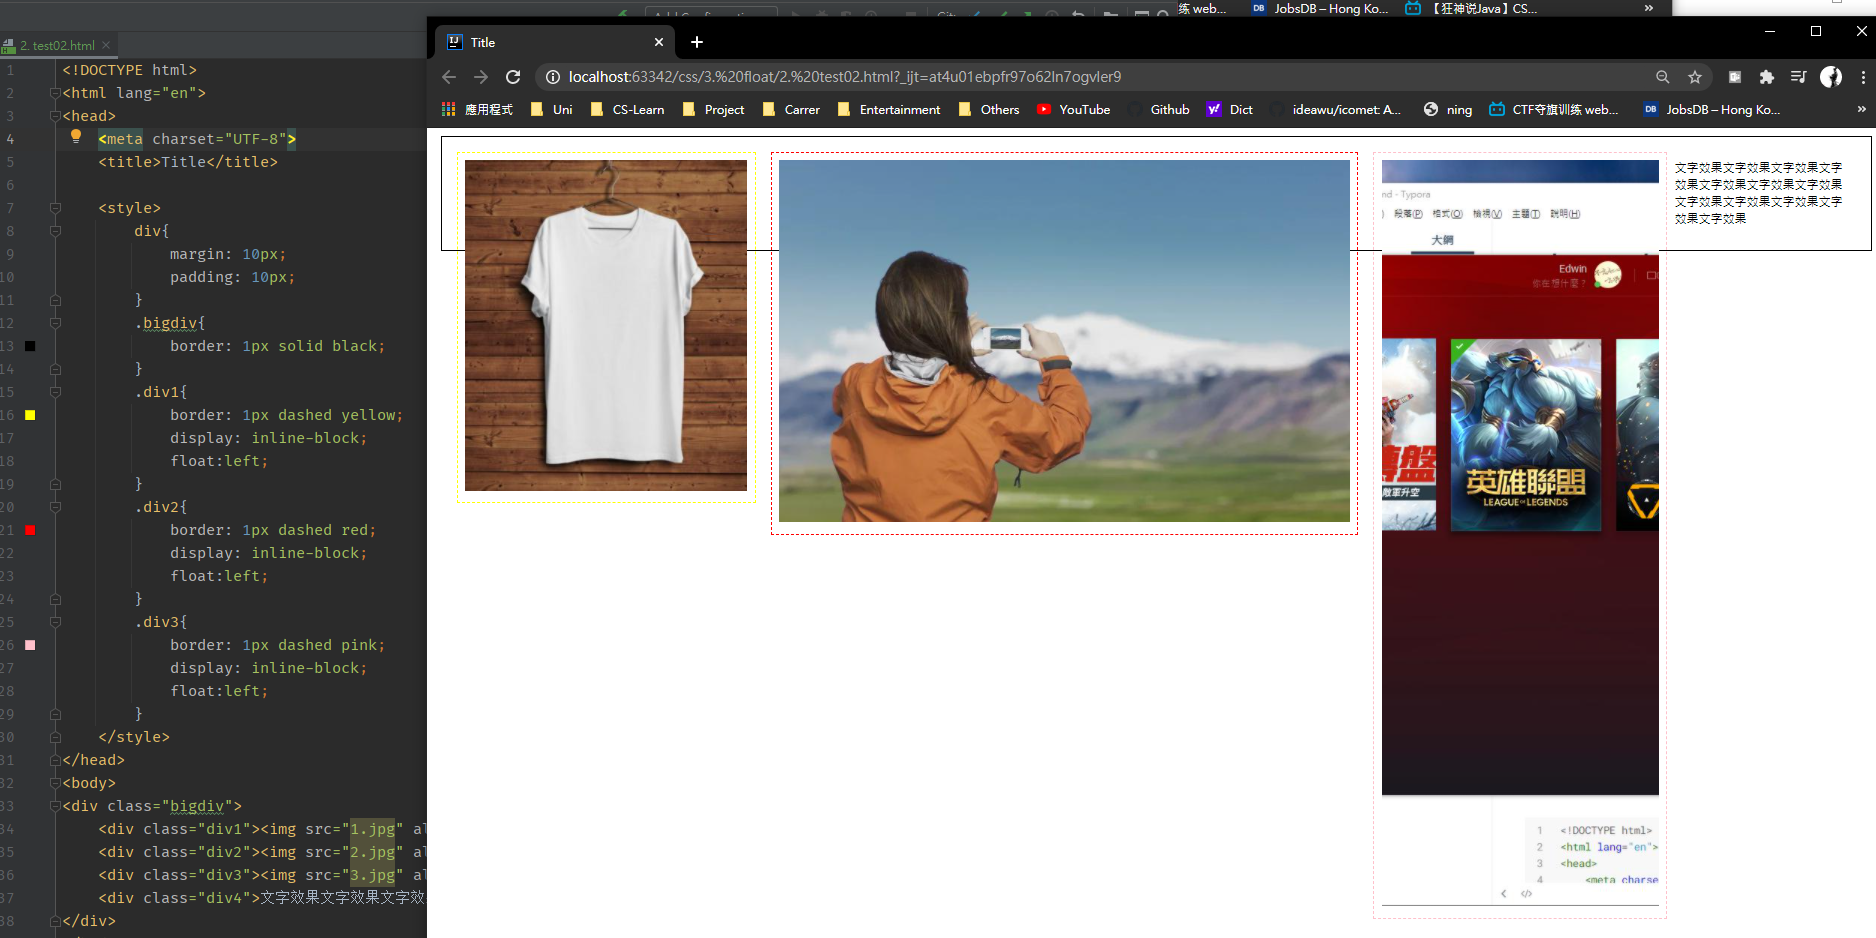 Add Configuration...
Git:
练 web...
JobsDB – Hong Ko...
【狂神说Java】CS...
»
2. test02.html
Title
localhost:63342/css/3.%20float/2.%20test02.html?_ijt=at4u01ebpfr97o62ln7ogvler9
應用程式
Uni
CS-Learn
Project
Carrer
Entertainment
Others
YouTube
Github
Dict
ideawu/icomet: A...
ning
CTF夺旗训练 web...
JobsDB – Hong Ko...
»
1 <!DOCTYPE html>
2 <html lang="en">
3 <head>
4 <meta charset="UTF-8">
5 <title>Title</title>
6
7 <style>
8 div{
9 margin: 10px;
10 padding: 10px;
11 }
12 .bigdiv{
13 border: 1px solid black;
14 }
15 .div1{
16 border: 1px dashed yellow;
17 display: inline-block;
18 float:left;
19 }
20 .div2{
21 border: 1px dashed red;
22 display: inline-block;
23 float:left;
24 }
25 .div3{
26 border: 1px dashed pink;
27 display: inline-block;
28 float:left;
29 }
30 </style>
31 </head>
32 <body>
33 <div class="bigdiv">
34 <div class="div1"><img src="1.jpg" al
35 <div class="div2"><img src="2.jpg" al
36 <div class="div3"><img src="3.jpg" al
37 <div class="div4">文字效果文字效果文字效
38 </div>
md - Typora
段落(P) 格式(O) 檢視(V) 主題(T) 說明(H)
大綱
Edwin
你在想什麼？
轉盤
敵軍升空
英雄聯盟
LEAGUE OF LEGENDS
1 <!DOCTYPE html>
2 <html lang="en">
3 <head>
4 <meta charse
文字效果文字效果文字效果文字
效果文字效果文字效果文字效果
文字效果文字效果文字效果文字
效果文字效果